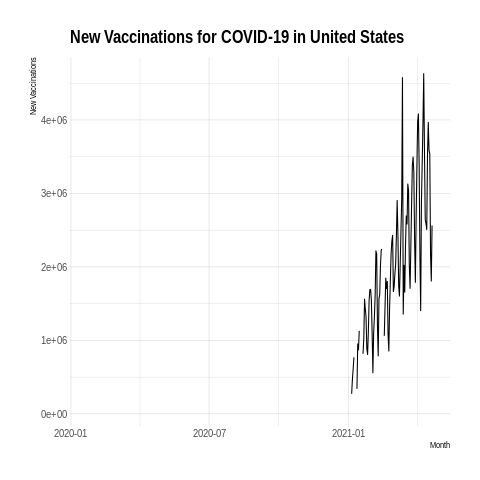 New Vaccinations for COVID-19 in United States
New Vaccinations
4e+06
3e+06
2e+06
1e+06
0e+00
2020-01
2020-07
2021-01
Month